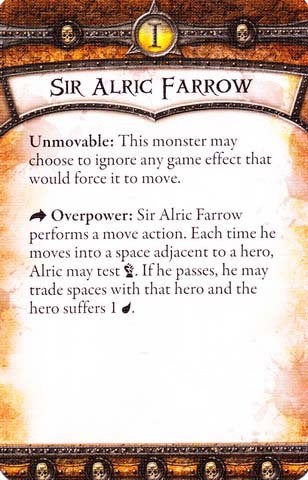 I
Sir Alric Farrow
Unmovable: This monster may
choose to ignore any game effect that
would force it to move.
Overpower: Sir Alric Farrow
performs a move action. Each time he
moves into a space adjacent to a hero,
Alric may test . If he passes, he may
trade spaces with that hero and the
hero suffers 1 .